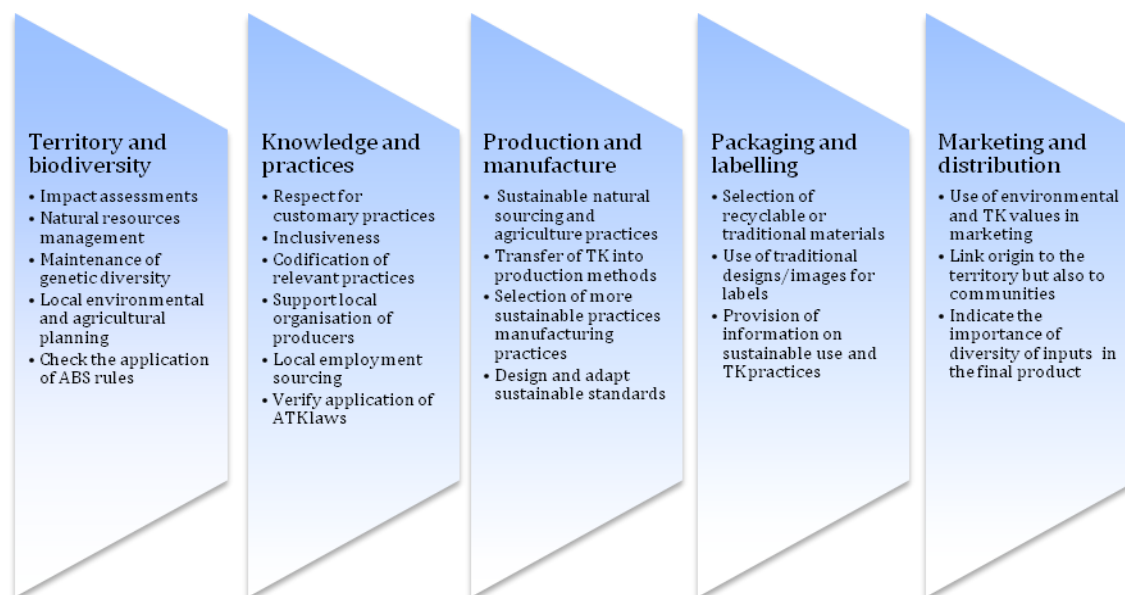 Territory and
biodiversity
• Impact assessments
• Natural resources
management
• Maintenance of
genetic diversity
• Local environmental
and agricultural
planning
• Check the application
of ABS rules
Knowledge and
practices
• Respect for
customary practices
• Inclusiveness
• Codification of
relevant practices
• Support local
organisation of
producers
• Local employment
sourcing
• Verify application of
ATK laws
Production and
manufacture
• Sustainable natural
sourcing and
agriculture practices
• Transfer of TK into
production methods
• Selection of more
sustainable practices
manufacturing
practices
• Design and adapt
sustainable standards
Packaging and
labelling
• Selection of
recyclable or
traditional materials
• Use of traditional
designs/images for
labels
• Provision of
information on
sustainable use and
TK practices
Marketing and
distribution
• Use of environmental
and TK values in
marketing
• Link origin to the
territory but also to
communities
• Indicate the
importance of
diversity of inputs in
the final product